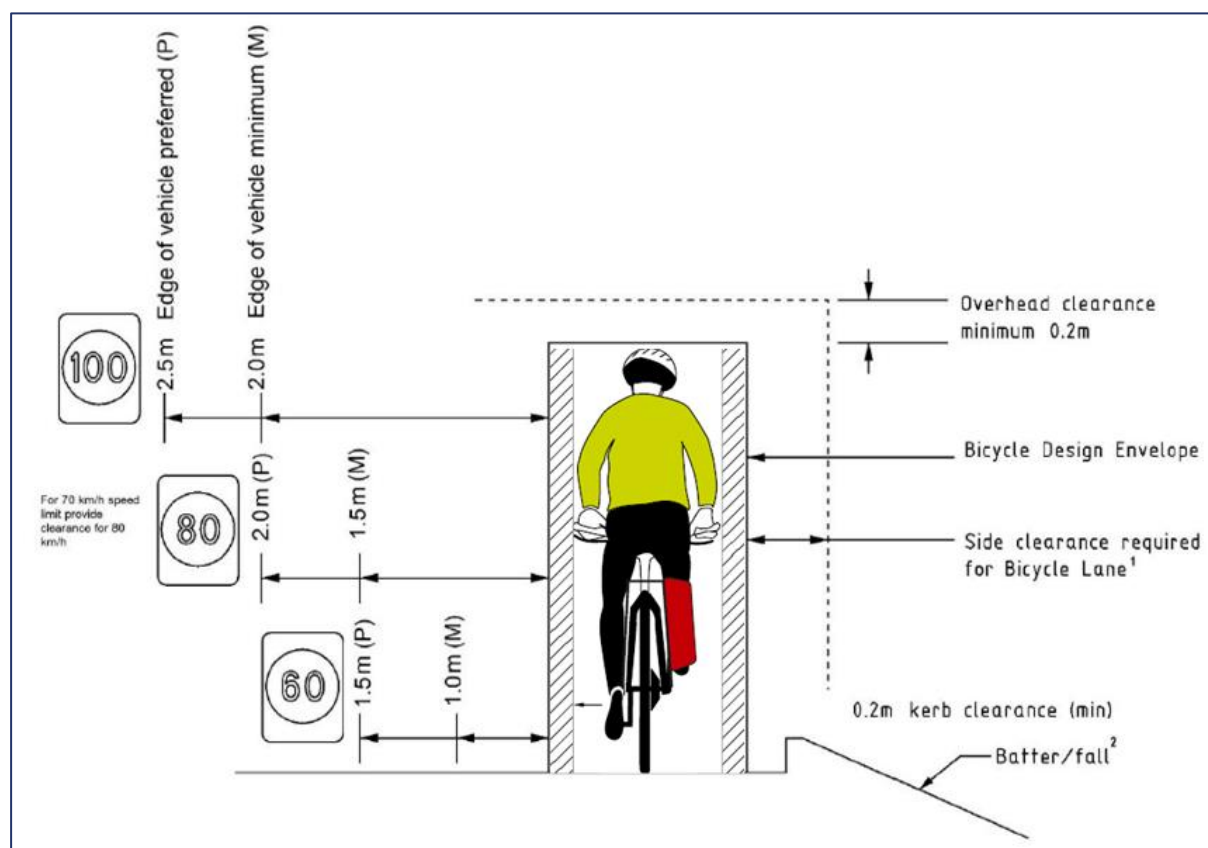 2.5m Edge of vehicle preferred (P)
2.0m Edge of vehicle minimum (M)
100
Overhead clearance
minimum 0.2m
Bicycle Design Envelope
For 70 km/h speed
limit provide
clearance for 80
km/h
80
2.0m (P)
1.5m (M)
Side clearance required
for Bicycle Lane¹
60
1.5m (P)
1.0m (M)
0.2m kerb clearance (min)
Batter/fall²